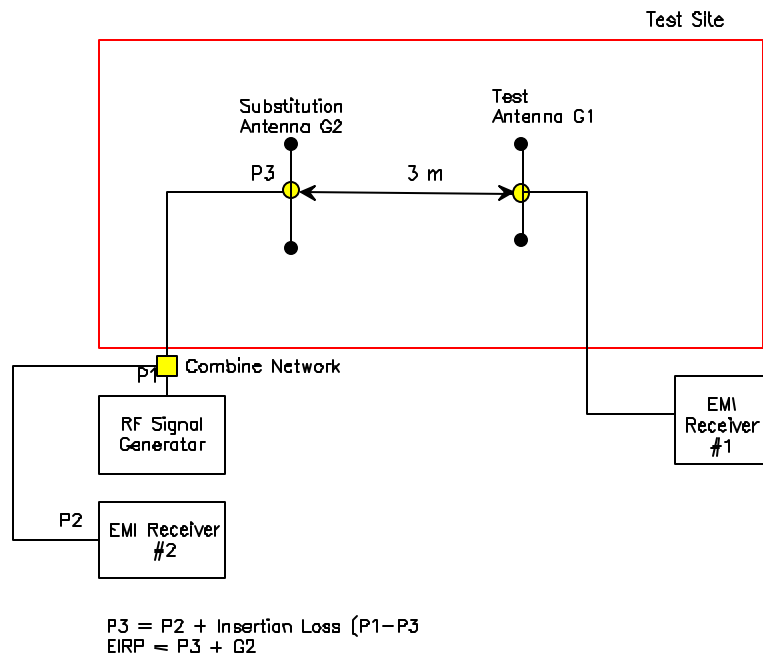 Test Site
Substitution
Antenna G2
Test
Antenna G1
P3
3 m
Combine Network
P1
RF Signal
Generator
EMI
Receiver
#1
P2
EMI Receiver
#2
P3 = P2 + Insertion Loss (P1-P3
EIRP = P3 + G2